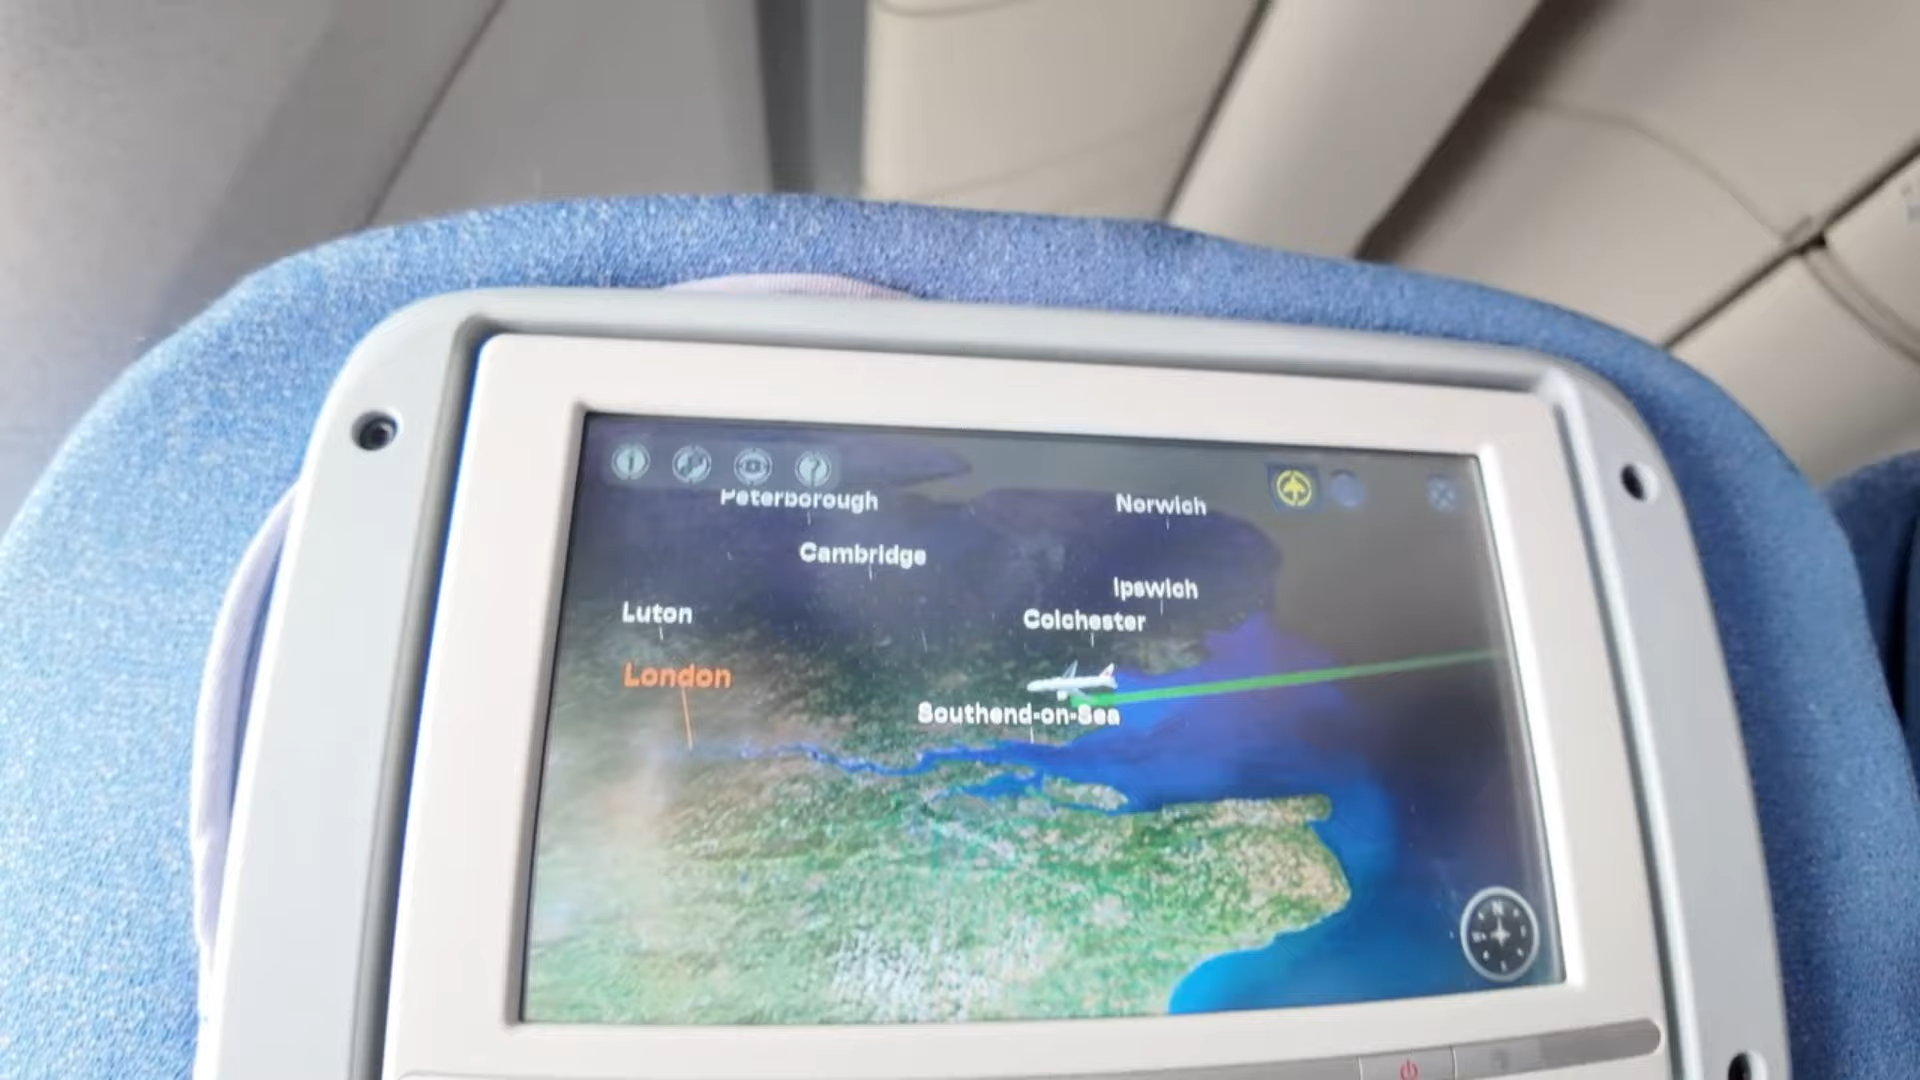 Peterborough
Norwich
Cambridge
Ipswich
Luton
Colchester
London
Southend-on-Sea
N